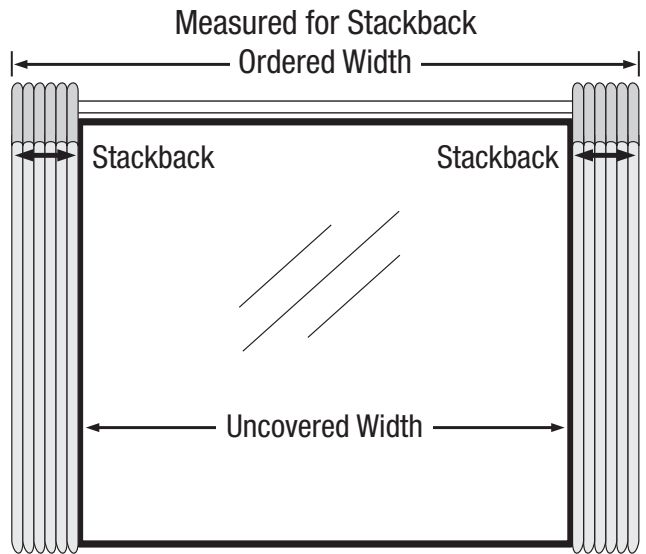 Measured for Stackback
Ordered Width
Stackback
Stackback
Uncovered Width